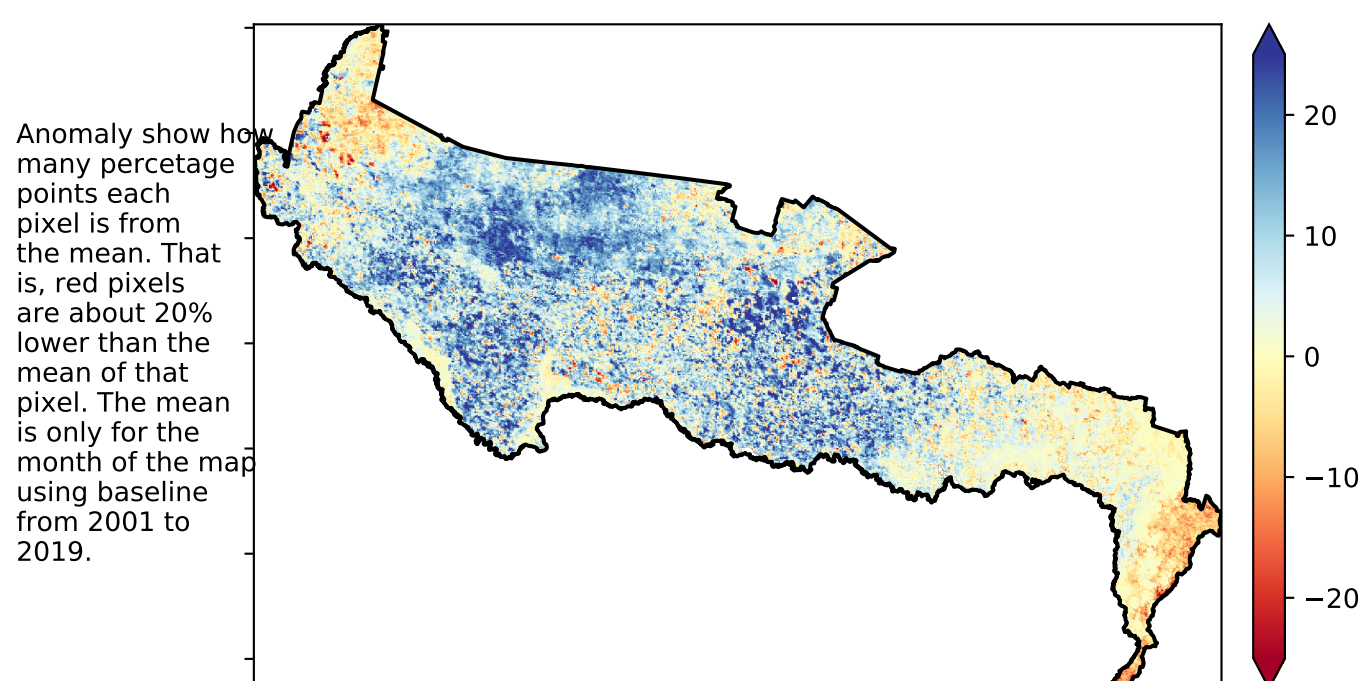 Anomaly show how
many percetage
points each
pixel is from
the mean. That
is, red pixels
are about 20%
lower than the
mean of that
pixel. The mean
is only for the
month of the map
using baseline
from 2001 to
2019.
20
10
0
−10
−20